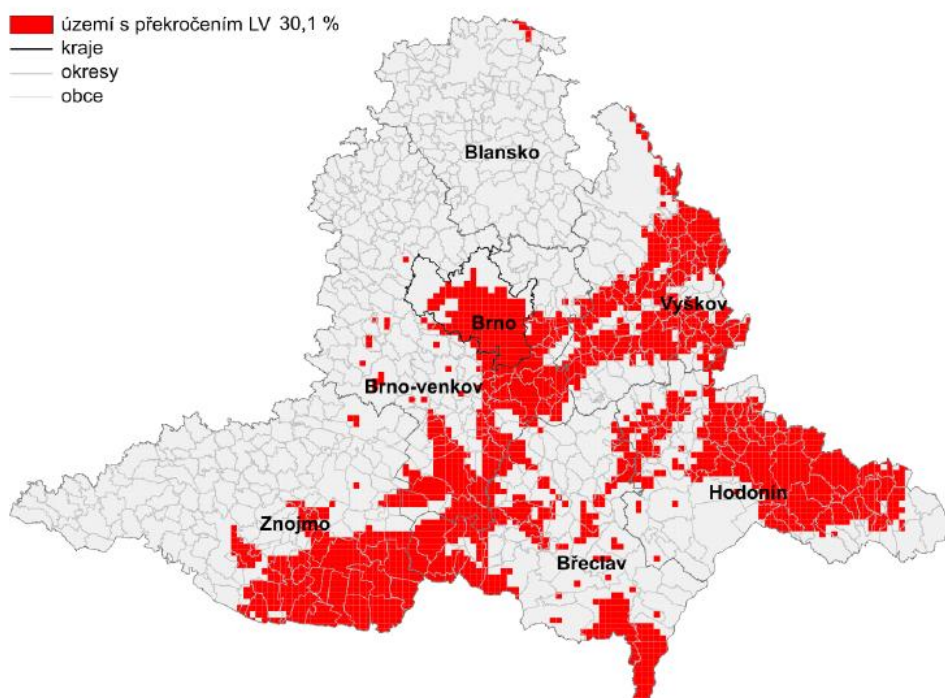 území s překročením LV 30,1 %
kraje
okresy
obce
Blansko
Vyškov
Brno
Brno-venkov
Hodonín
Znojmo
Břeclav